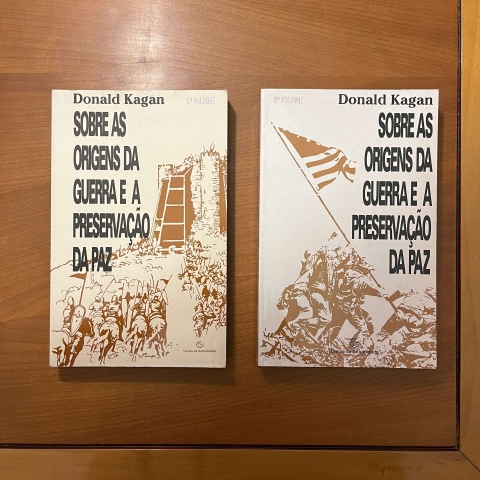 Donald Kagan
SOBRE AS
ORIGENS DA
GUERRA E A
PRESERVAÇÃO
DA PAZ
Donald Kagan
SOBRE AS
ORIGENS DA
GUERRA E A
PRESERVAÇÃO
DA PAZ